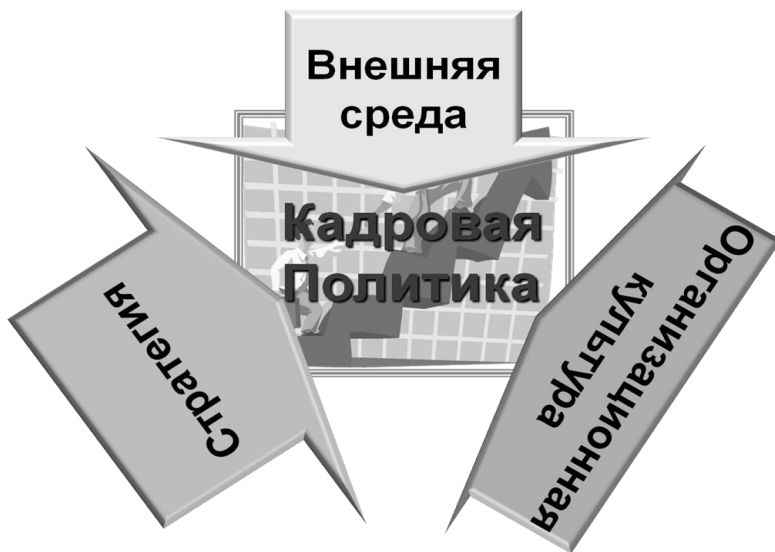 Внешняя
среда
Кадровая
Политика
Стратегия
Организационная
культура